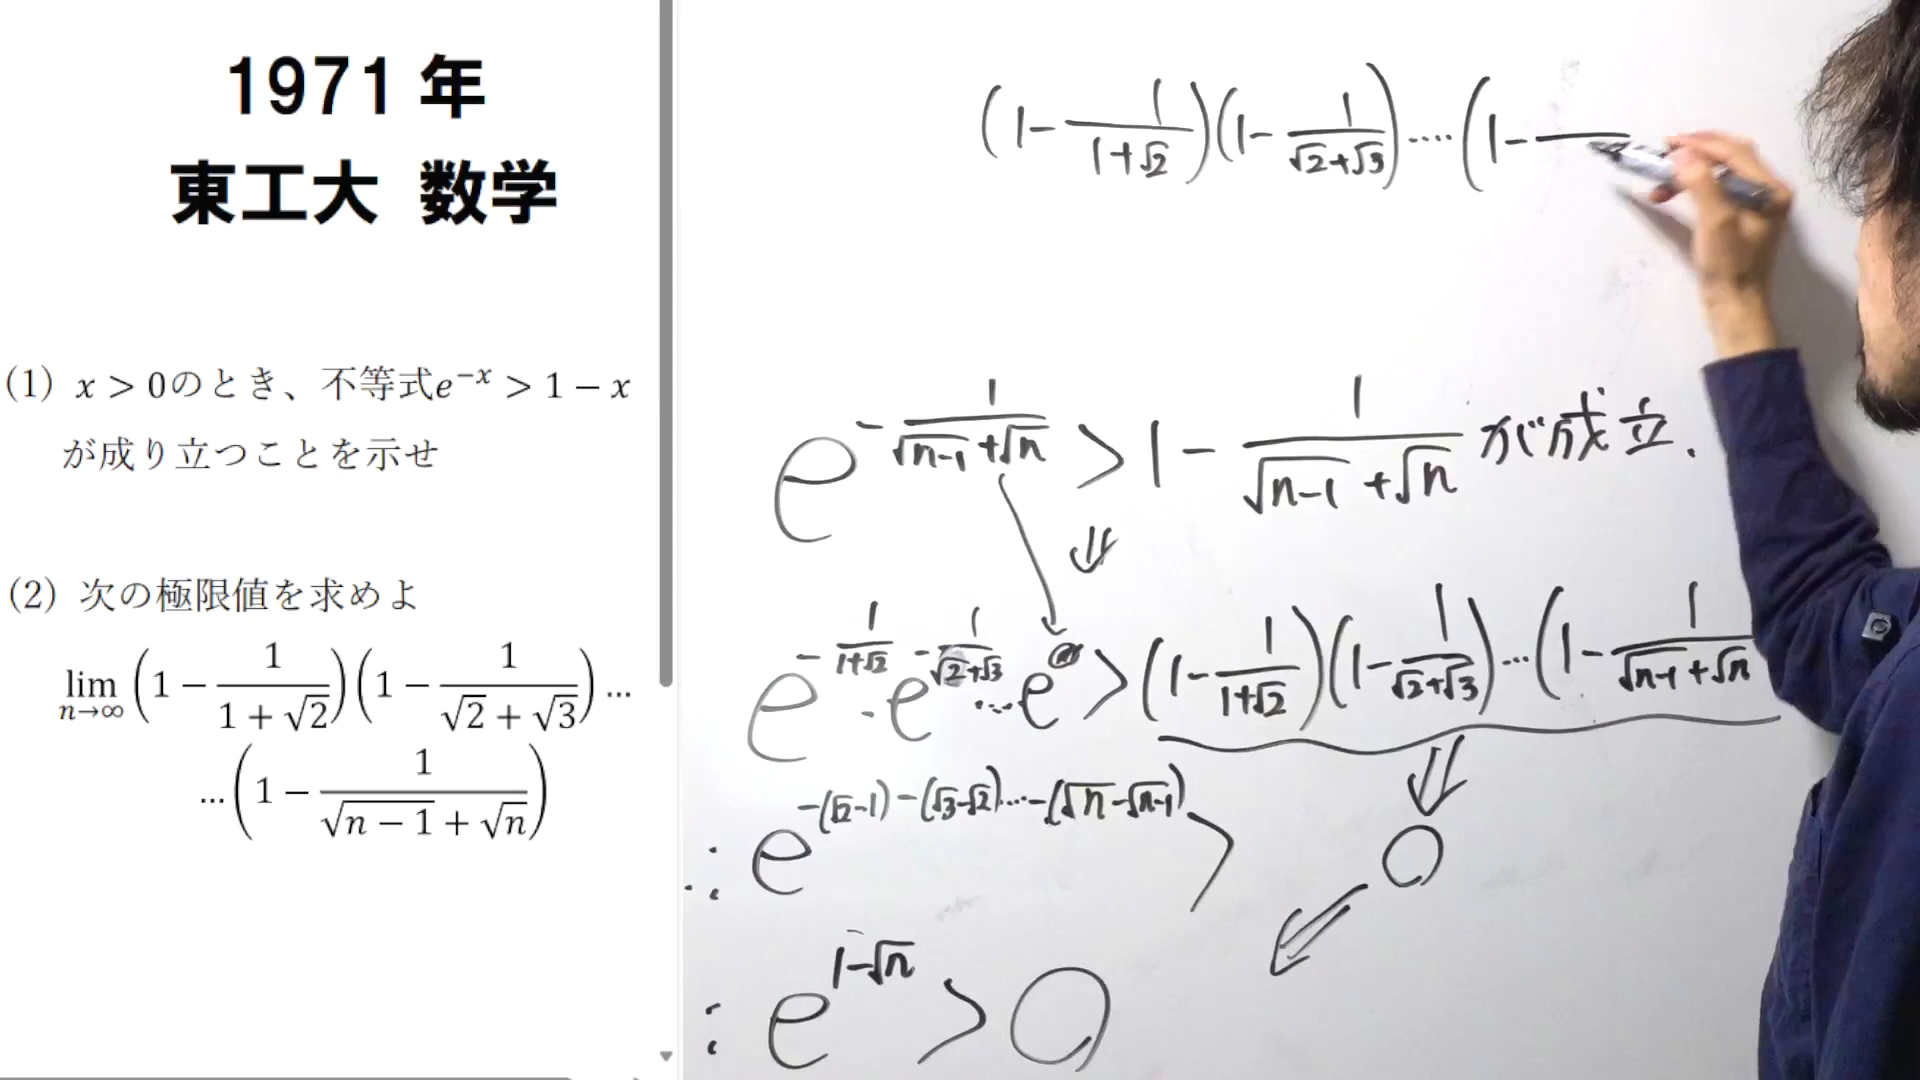 1971年
東工大 数学
(1) x > 0のとき、不等式e^{-x} > 1 − x
が成り立つことを示せ
(2) 次の極限値を求めよ
lim_{n→∞} (1 − 1/(1 + √2))(1 − 1/(√2 + √3)) …
… (1 − 1/(√(n − 1) + √n))
(1 − 1/(1+√2))(1 − 1/(√2+√3)) ‥‥ (1 −
e^{− 1/(√(n−1) + √n)} > 1 − 1/(√(n−1) + √n) が成立.
⇓
e^{− 1/(1+√2)} · e^{− 1/(√2+√3)} … e > (1 − 1/(1+√2))(1 − 1/(√2+√3)) … (1 − 1/(√(n−1) + √n))
⇓
∴ e^{−(√2−1) −(√3−√2) … −(√n−√(n−1))} > ○
∴ e^{1−√n} > ○